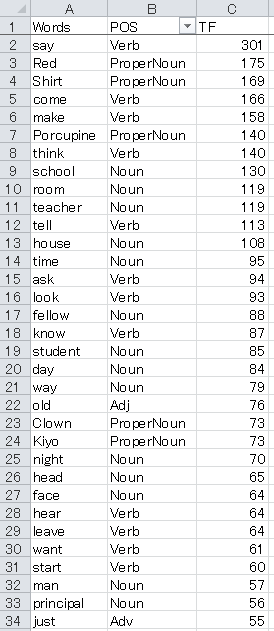 A B C
1 Words POS TF
2 say Verb 301
3 Red ProperNoun 175
4 Shirt ProperNoun 169
5 come Verb 166
6 make Verb 158
7 Porcupine ProperNoun 140
8 think Verb 140
9 school Noun 130
10 room Noun 119
11 teacher Noun 119
12 tell Verb 113
13 house Noun 108
14 time Noun 95
15 ask Verb 94
16 look Verb 93
17 fellow Noun 88
18 know Verb 87
19 student Noun 85
20 day Noun 84
21 way Noun 79
22 old Adj 76
23 Clown ProperNoun 73
24 Kiyo ProperNoun 73
25 night Noun 70
26 head Noun 65
27 face Noun 64
28 hear Verb 64
29 leave Verb 64
30 want Verb 61
31 start Verb 60
32 man Noun 57
33 principal Noun 56
34 just Adv 55